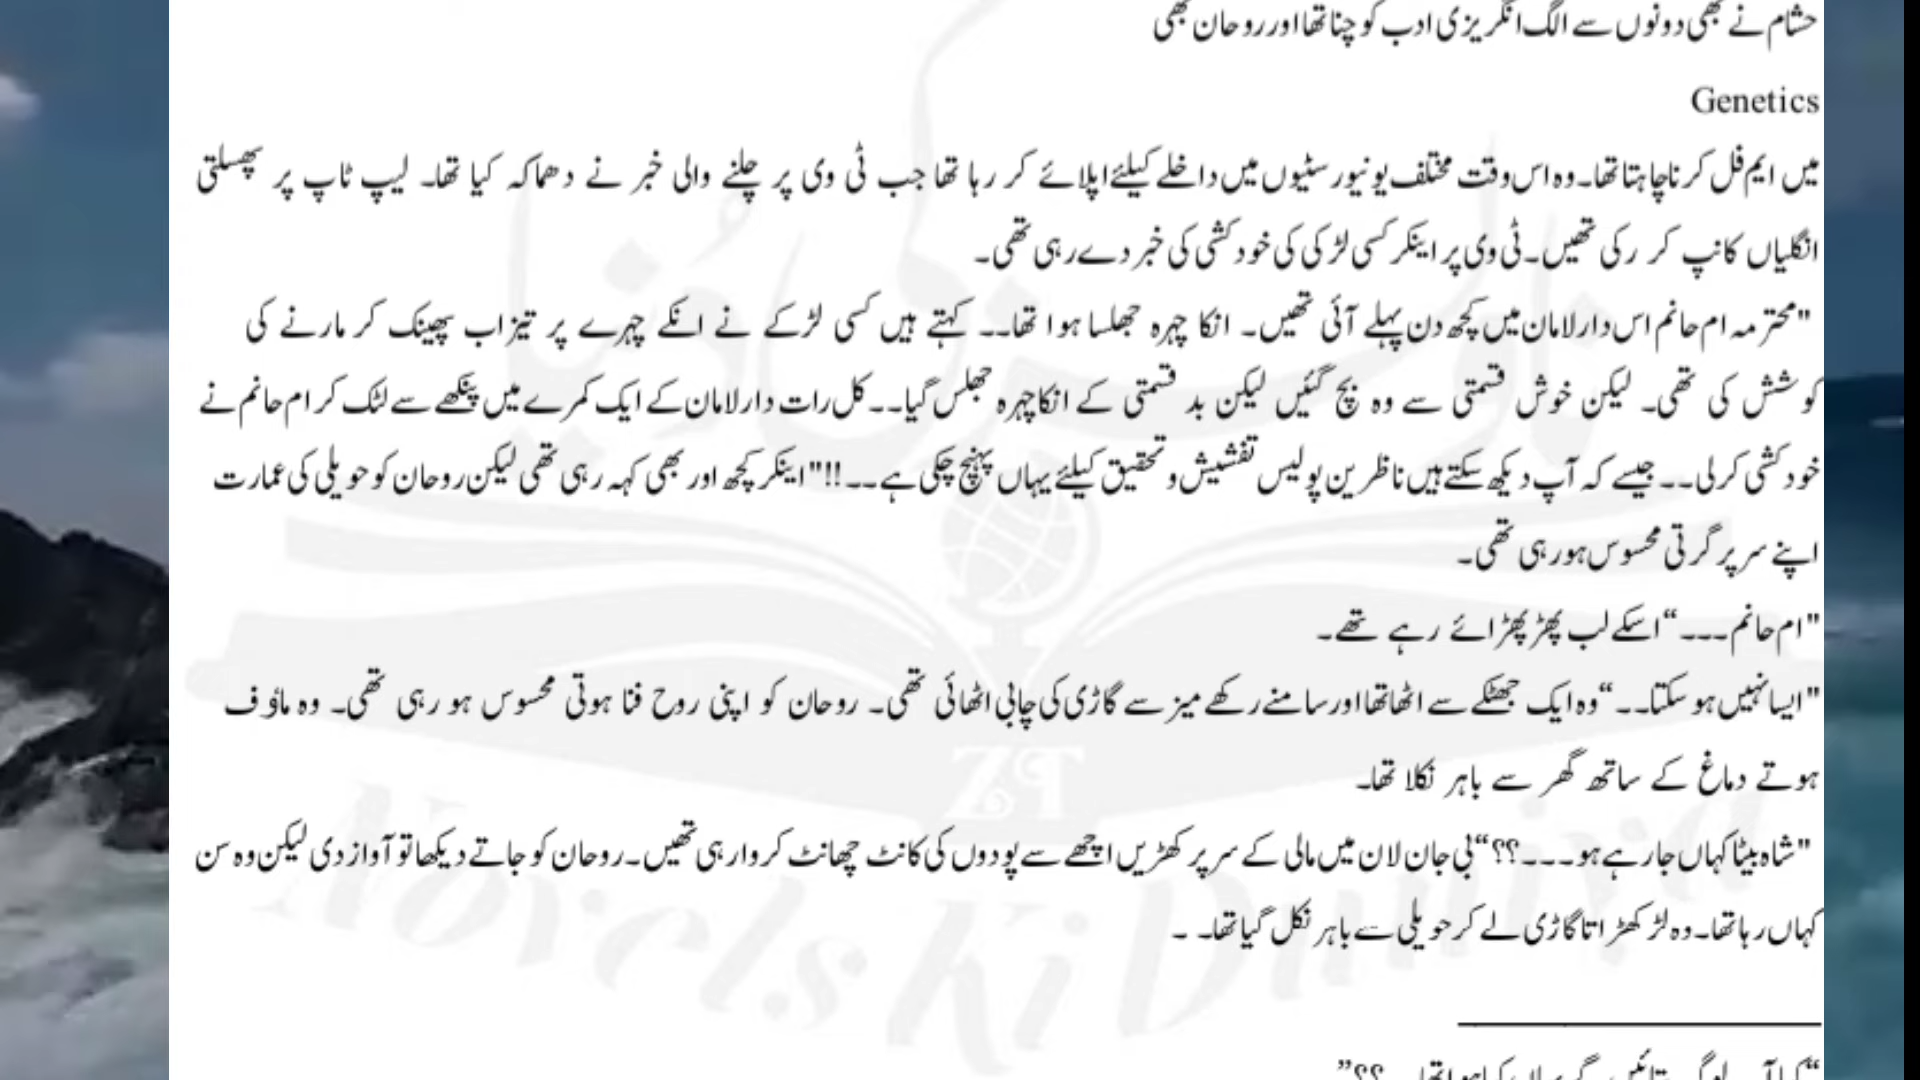 حشام نے بھی دونوں سے الگ انگریزی ادب کو چنا تھا اور روحان بھی
Genetics
میں ایم فل کرنا چاہتا تھا۔ وہ اس وقت مختلف یونیورسٹیوں میں داخلے کیلئے اپلائے کر رہا تھا جب ٹی وی پر چلنے والی خبر نے دھماکہ کیا تھا۔ لیپ ٹاپ پر پھسلتی
انگلیاں کانپ کر رکی تھیں۔ ٹی وی پر اینکر کسی لڑکی کی خودکشی کی خبر دے رہی تھی۔
"محترمہ ام حانم اس دارلامان میں کچھ دن پہلے آئی تھیں۔ انکا چہرہ جھلسا ہوا تھا۔۔ کہتے ہیں کسی لڑکے نے انکے چہرے پر تیزاب پھینک کر مارنے کی
کوشش کی تھی۔ لیکن خوش قسمتی سے وہ بچ گئیں لیکن بد قسمتی کے انکا چہرہ جھلس گیا۔۔ کل رات دارلامان کے ایک کمرے میں پنکھے سے لٹک کر ام حانم نے
خودکشی کرلی۔۔ جیسے کہ آپ دیکھ سکتے ہیں ناظرین پولیس تفشیش و تحقیق کیلئے یہاں پہنچ چکی ہے۔۔!!" اینکر کچھ اور بھی کہہ رہی تھی لیکن روحان کو حویلی کی عمارت
اپنے سر پر گرتی محسوس ہورہی تھی۔
"ام حانم۔۔۔“ اسکے لب پھڑپھڑائے رہے تھے۔
"ایسا نہیں ہو سکتا۔۔“ وہ ایک جھٹکے سے اٹھا تھا اور سامنے رکھے میز سے گاڑی کی چابی اٹھائی تھی۔ روحان کو اپنی روح فنا ہوتی محسوس ہو رہی تھی۔ وہ ماؤف
ہوتے دماغ کے ساتھ گھر سے باہر نکلا تھا۔
"شاہ بیٹا کہاں جارہے ہو۔۔۔؟؟“ بی جان لان میں مالی کے سر پر کھڑیں اچھے سے پودوں کی کانٹ چھانٹ کروا رہی تھیں۔ روحان کو جاتے دیکھا تو آواز دی لیکن وہ سن
کہاں رہا تھا۔ وہ لڑکھڑاتا گاڑی لے کر حویلی سے باہر نکل گیا تھا۔ ۔
ناولز کی دُنیا
ZP
Novels Ki Duniya